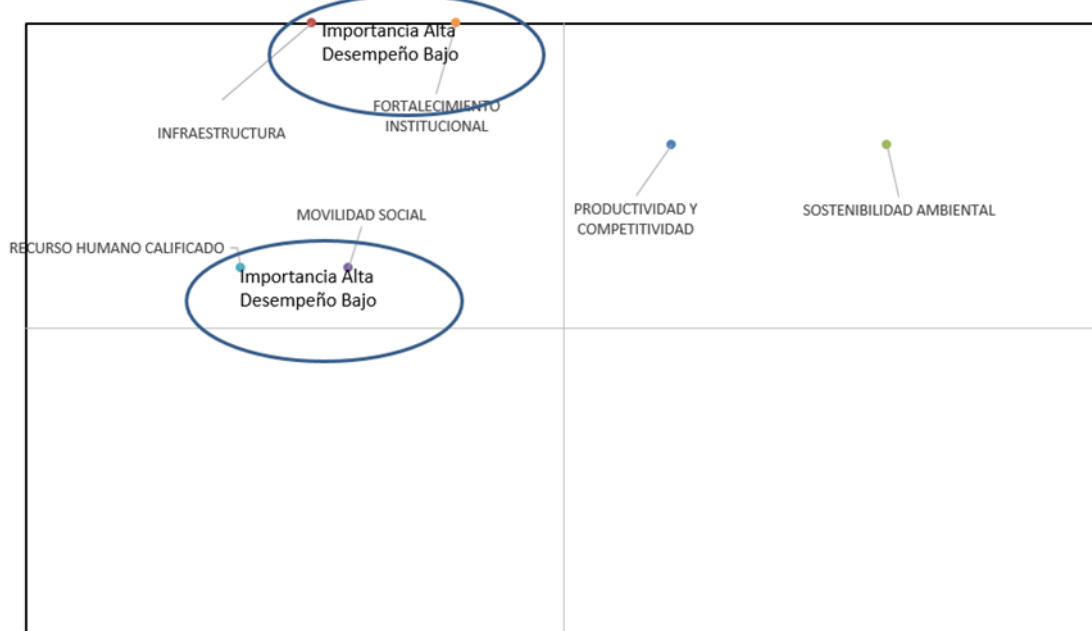 Importancia Alta
Desempeño Bajo
FORTALECIMIENTO
INSTITUCIONAL
INFRAESTRUCTURA
PRODUCTIVIDAD Y
COMPETITIVIDAD
SOSTENIBILIDAD AMBIENTAL
MOVILIDAD SOCIAL
RECURSO HUMANO CALIFICADO
Importancia Alta
Desempeño Bajo